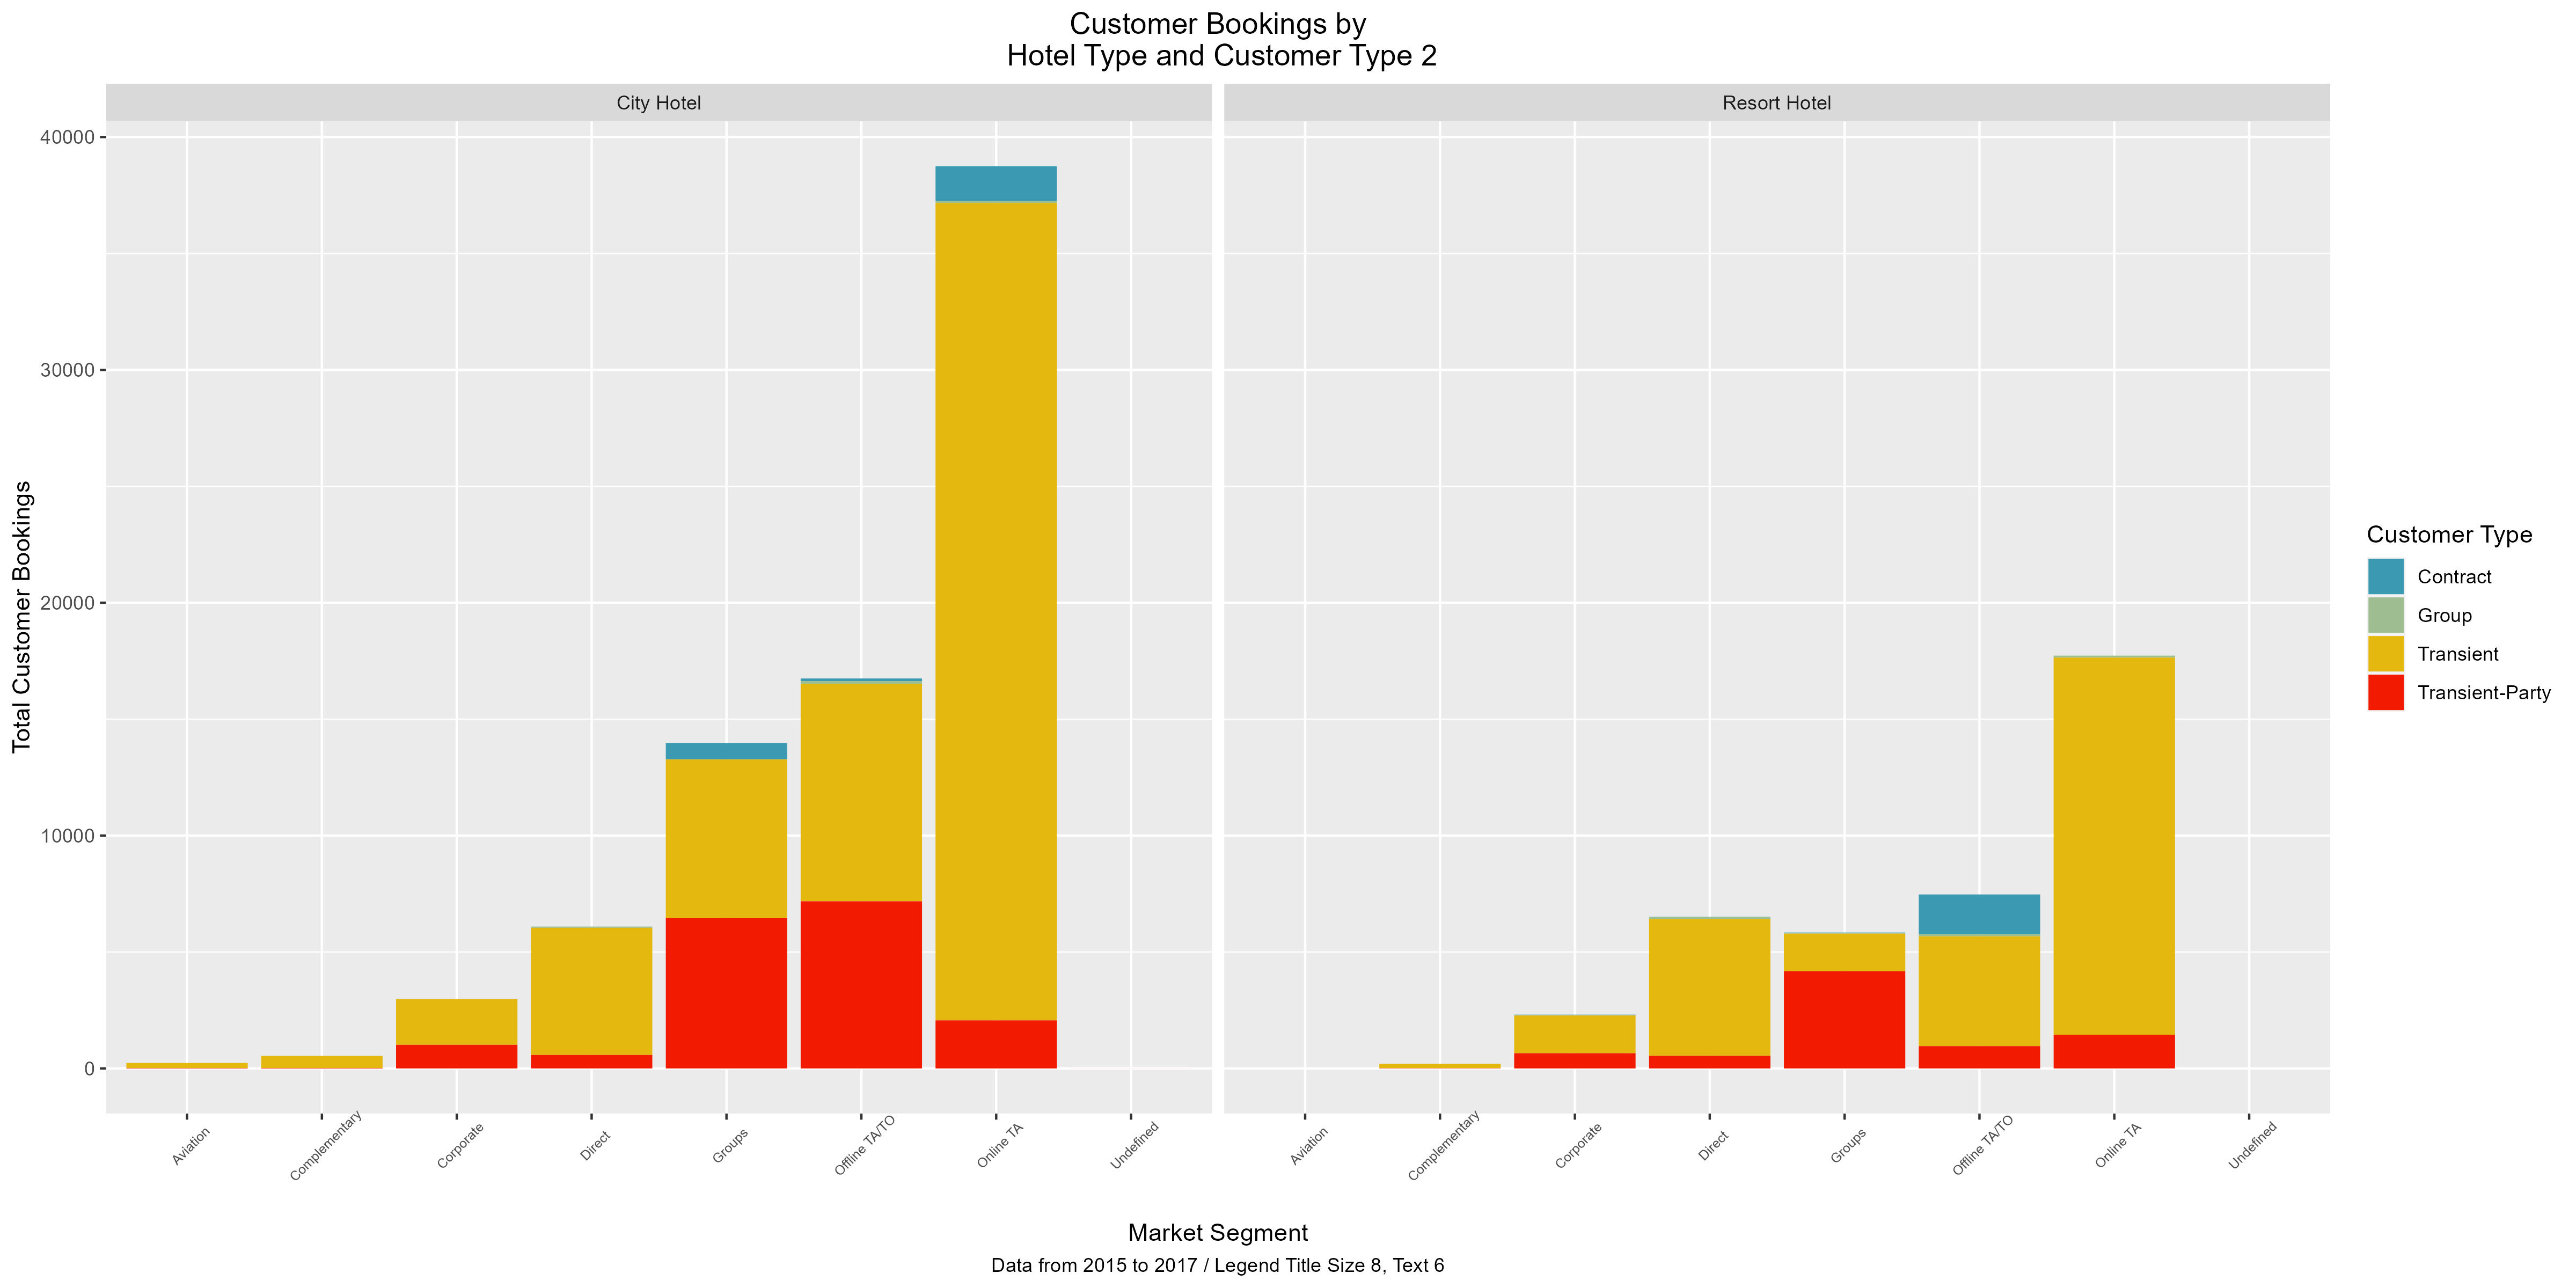 Customer Bookings by
Hotel Type and Customer Type 2
City Hotel
Resort Hotel
Total Customer Bookings
40000
30000
20000
10000
0
Aviation
Complementary
Corporate
Direct
Groups
Offline TA/TO
Online TA
Undefined
Aviation
Complementary
Corporate
Direct
Groups
Offline TA/TO
Online TA
Undefined
Market Segment
Data from 2015 to 2017 / Legend Title Size 8, Text 6
Customer Type
Contract
Group
Transient
Transient-Party